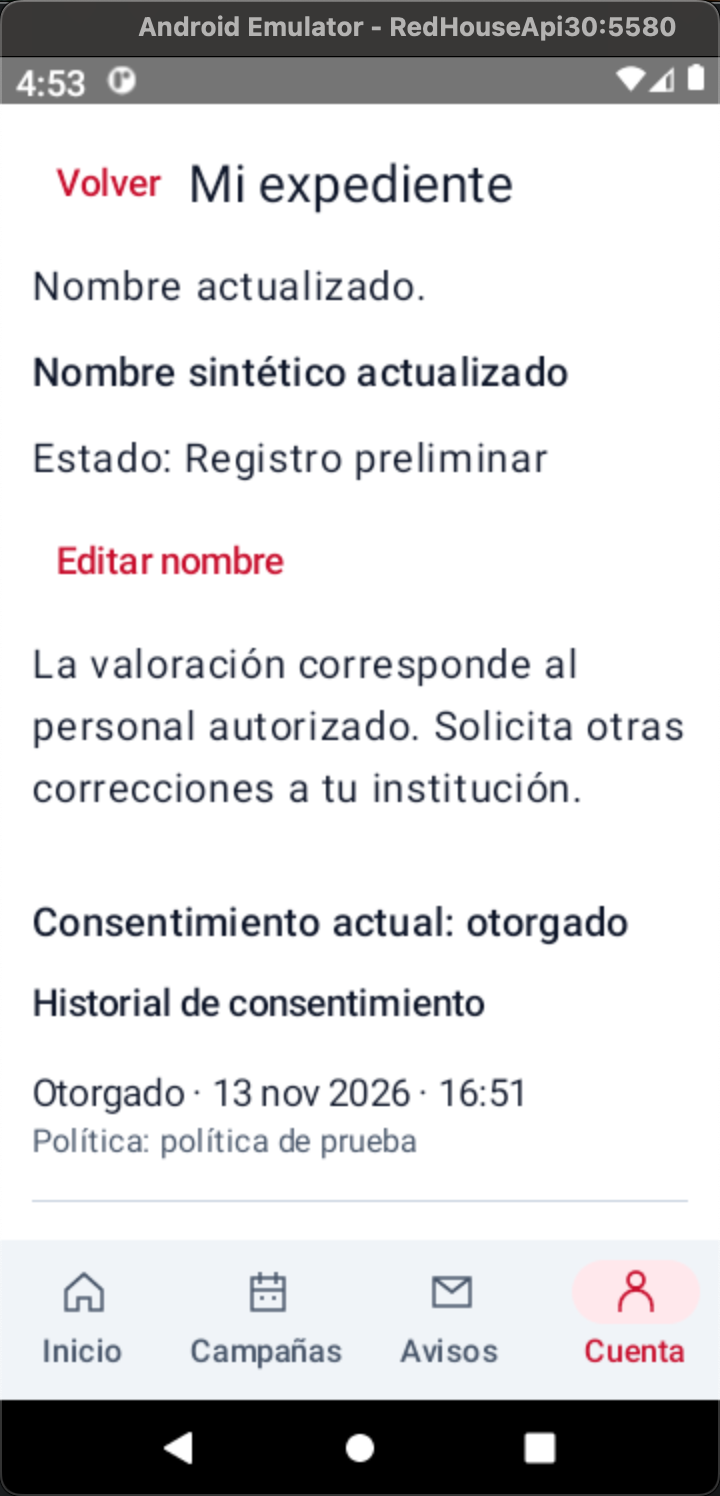 Android Emulator - RedHouseApi30:5580
4:53
Volver Mi expediente
Nombre actualizado.
Nombre sintético actualizado
Estado: Registro preliminar
Editar nombre
La valoración corresponde al
personal autorizado. Solicita otras
correcciones a tu institución.
Consentimiento actual: otorgado
Historial de consentimiento
Otorgado · 13 nov 2026 · 16:51
Política: política de prueba
Inicio Campañas Avisos Cuenta